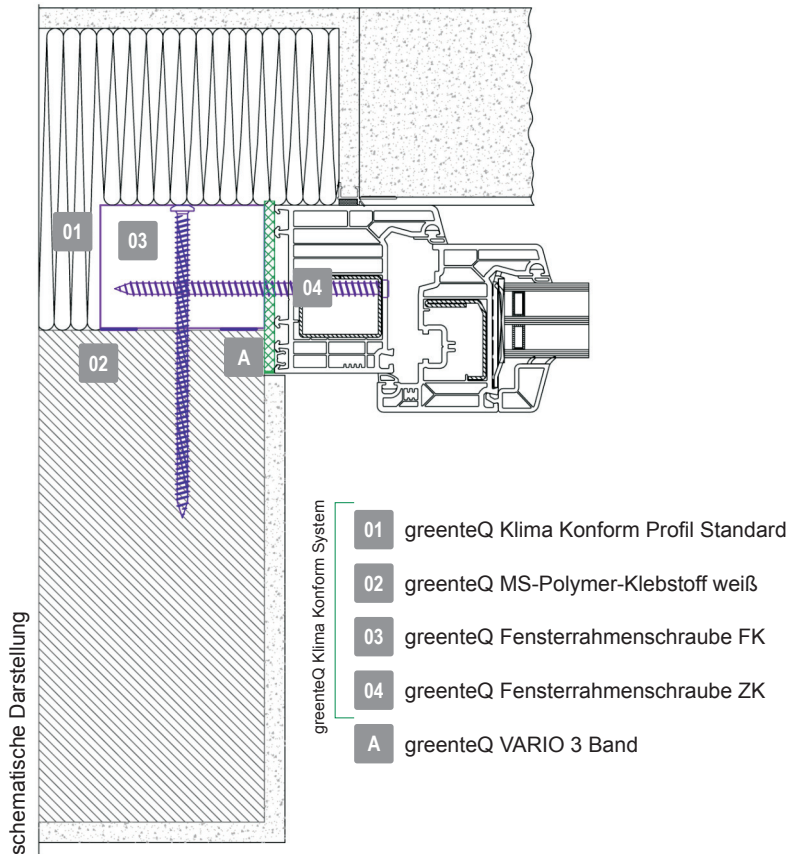 01
03
04
02
A
schematische Darstellung
greenteQ Klima Konform System
01 greenteQ Klima Konform Profil Standard
02 greenteQ MS-Polymer-Klebstoff weiß
03 greenteQ Fensterrahmenschraube FK
04 greenteQ Fensterrahmenschraube ZK
A greenteQ VARIO 3 Band